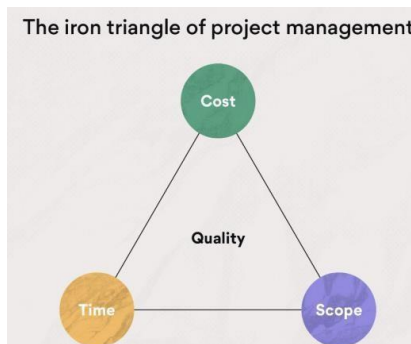 The iron triangle of project management
Cost
Quality
Time
Scope